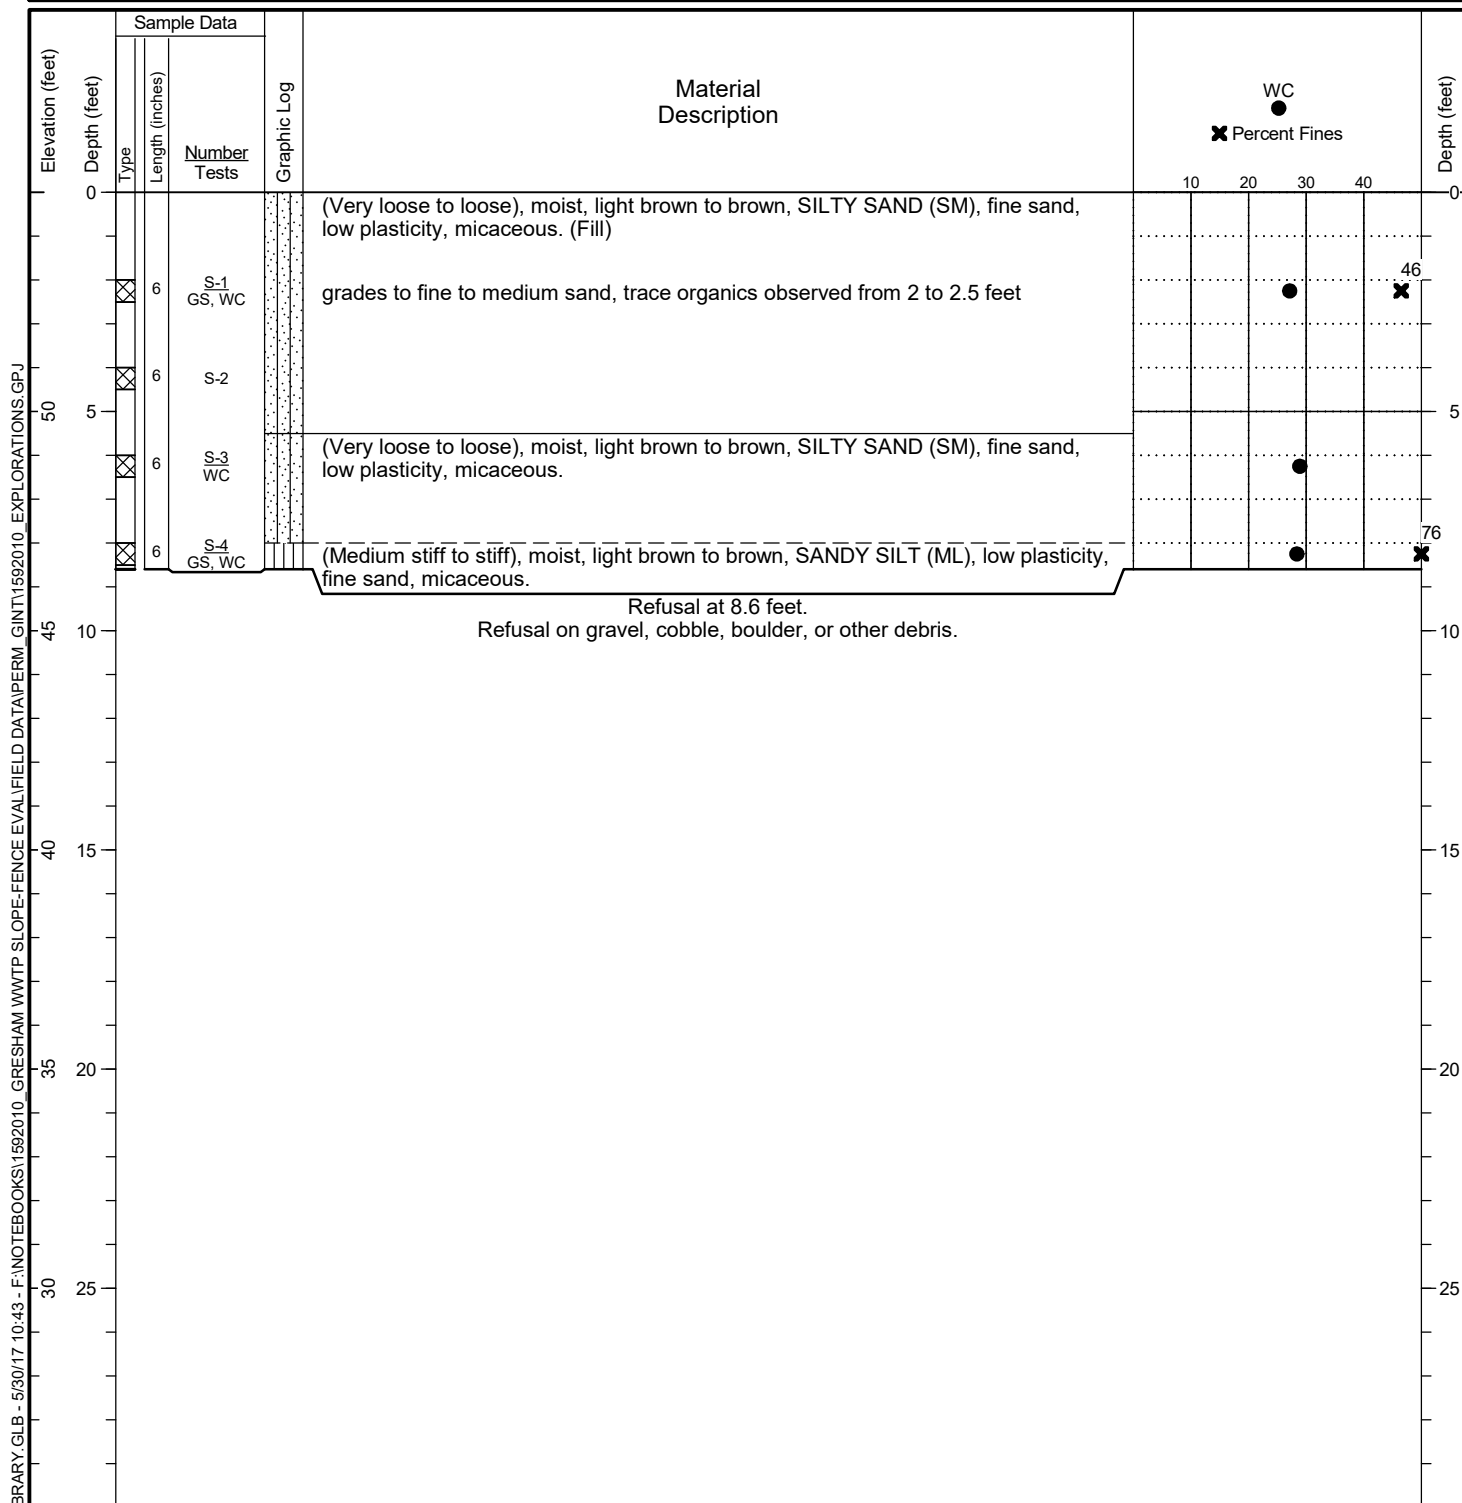 Sample Data
Elevation (feet)
Depth (feet)
Type
Length (inches)
Number
Tests
Graphic Log
Material
Description
WC
Percent Fines
Depth (feet)
10 20 30 40
0
0
(Very loose to loose), moist, light brown to brown, SILTY SAND (SM), fine sand,
low plasticity, micaceous. (Fill)
46
6
S-1
GS, WC
grades to fine to medium sand, trace organics observed from 2 to 2.5 feet
6
S-2
50
5
5
(Very loose to loose), moist, light brown to brown, SILTY SAND (SM), fine sand,
low plasticity, micaceous.
6
S-3
WC
76
6
S-4
GS, WC
(Medium stiff to stiff), moist, light brown to brown, SANDY SILT (ML), low plasticity,
fine sand, micaceous.
Refusal at 8.6 feet.
Refusal on gravel, cobble, boulder, or other debris.
45
10
10
40
15
15
35
20
20
30
25
25
BRARY.GLB - 5/30/17 10:43 - F:\NOTEBOOKS\1592010_GRESHAM WWTP SLOPE-FENCE EVAL\FIELD DATA\PERM_GINT\1592010_EXPLORATIONS.GPJ